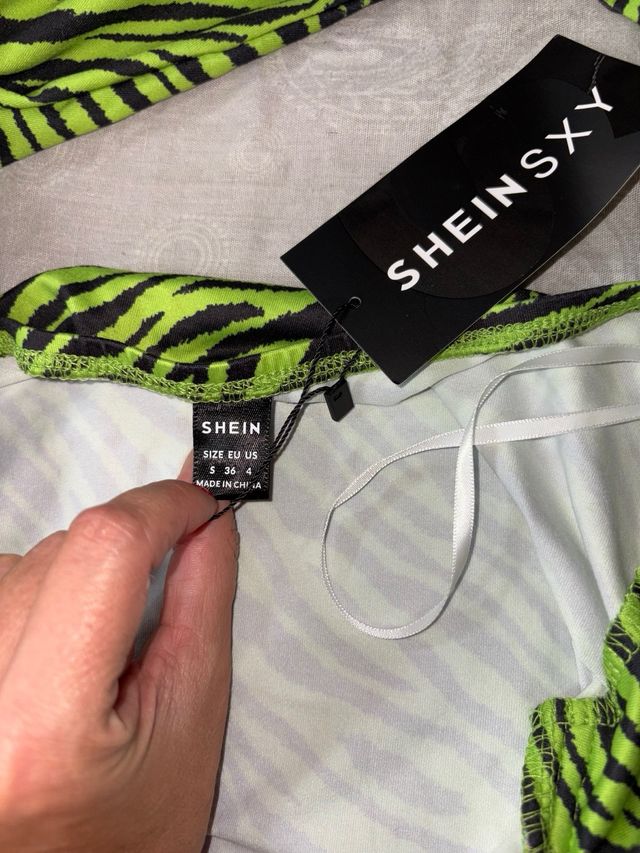 SHEINSXY
SHEIN
SIZE EU US
S 36 4
MADE IN CHINA